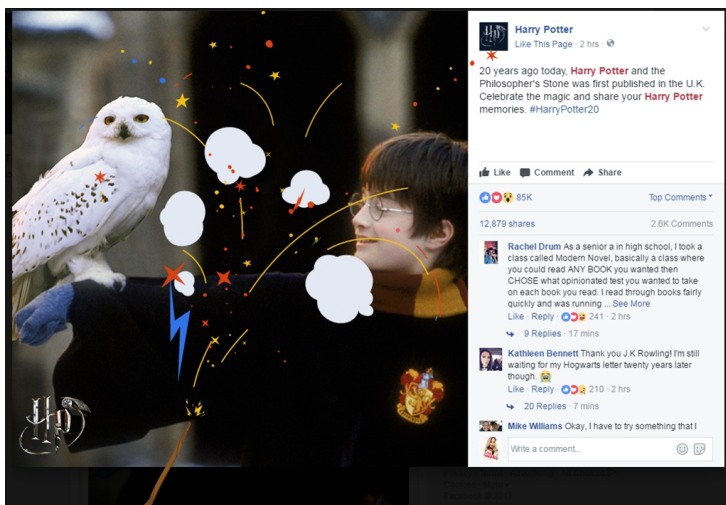 HP
Harry Potter
Like This Page · 2 hrs ·
20 years ago today, Harry Potter and the
Philosopher's Stone was first published in the U.K.
Celebrate the magic and share your Harry Potter
memories. #HarryPotter20
Like Comment Share
85K Top Comments
12,879 shares 2.6K Comments
Rachel Drum As a senior a in high school, I took a
class called Modern Novel, basically a class where
you could read ANY BOOK you wanted then
CHOSE what opinionated test you wanted to take
on each book you read. I read through books fairly
quickly and was running ... See More
Like · Reply · 241 · 2 hrs
9 Replies · 17 mins
Kathleen Bennett Thank you J.K Rowling! I'm still
waiting for my Hogwarts letter twenty years later
though.
Like · Reply · 210 · 2 hrs
20 Replies · 7 mins
Mike Williams Okay, I have to try something that I
Write a comment...